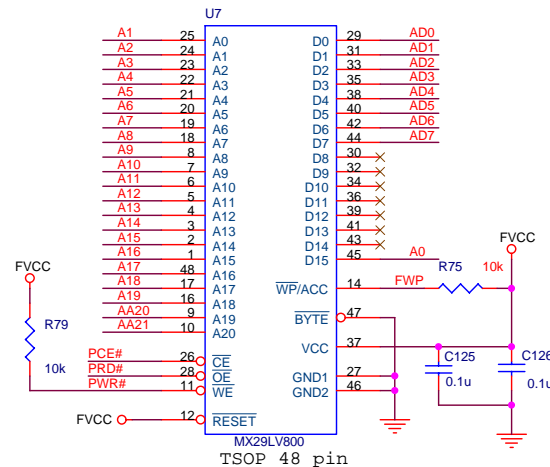 U7
A1 25 A0 D0 29 AD0
A2 24 A1 D1 31 AD1
A3 23 A2 D2 33 AD2
A4 22 A3 D3 35 AD3
A5 21 A4 D4 38 AD4
A6 20 A5 D5 40 AD5
A7 19 A6 D6 42 AD6
A8 18 A7 D7 44 AD7
A9 8 A8 D8 30
A10 7 A9 D9 32
A11 6 A10 D10 34
A12 5 A11 D11 36
A13 4 A12 D12 39
A14 3 A13 D13 41
A15 2 A14 D14 43
A16 1 A15 D15 45 A0
A17 48 A16
A18 17 A17 WP/ACC 14 FWP R75 10k FVCC
A19 16 A18
AA20 9 A19 BYTE 47
AA21 10 A20
FVCC
R79
10k
VCC 37
C125
0.1u
C126
0.1u
PCE# 26 CE GND1 27
PRD# 28 OE GND2 46
PWR# 11 WE
FVCC 12 RESET
MX29LV800
TSOP 48 pin